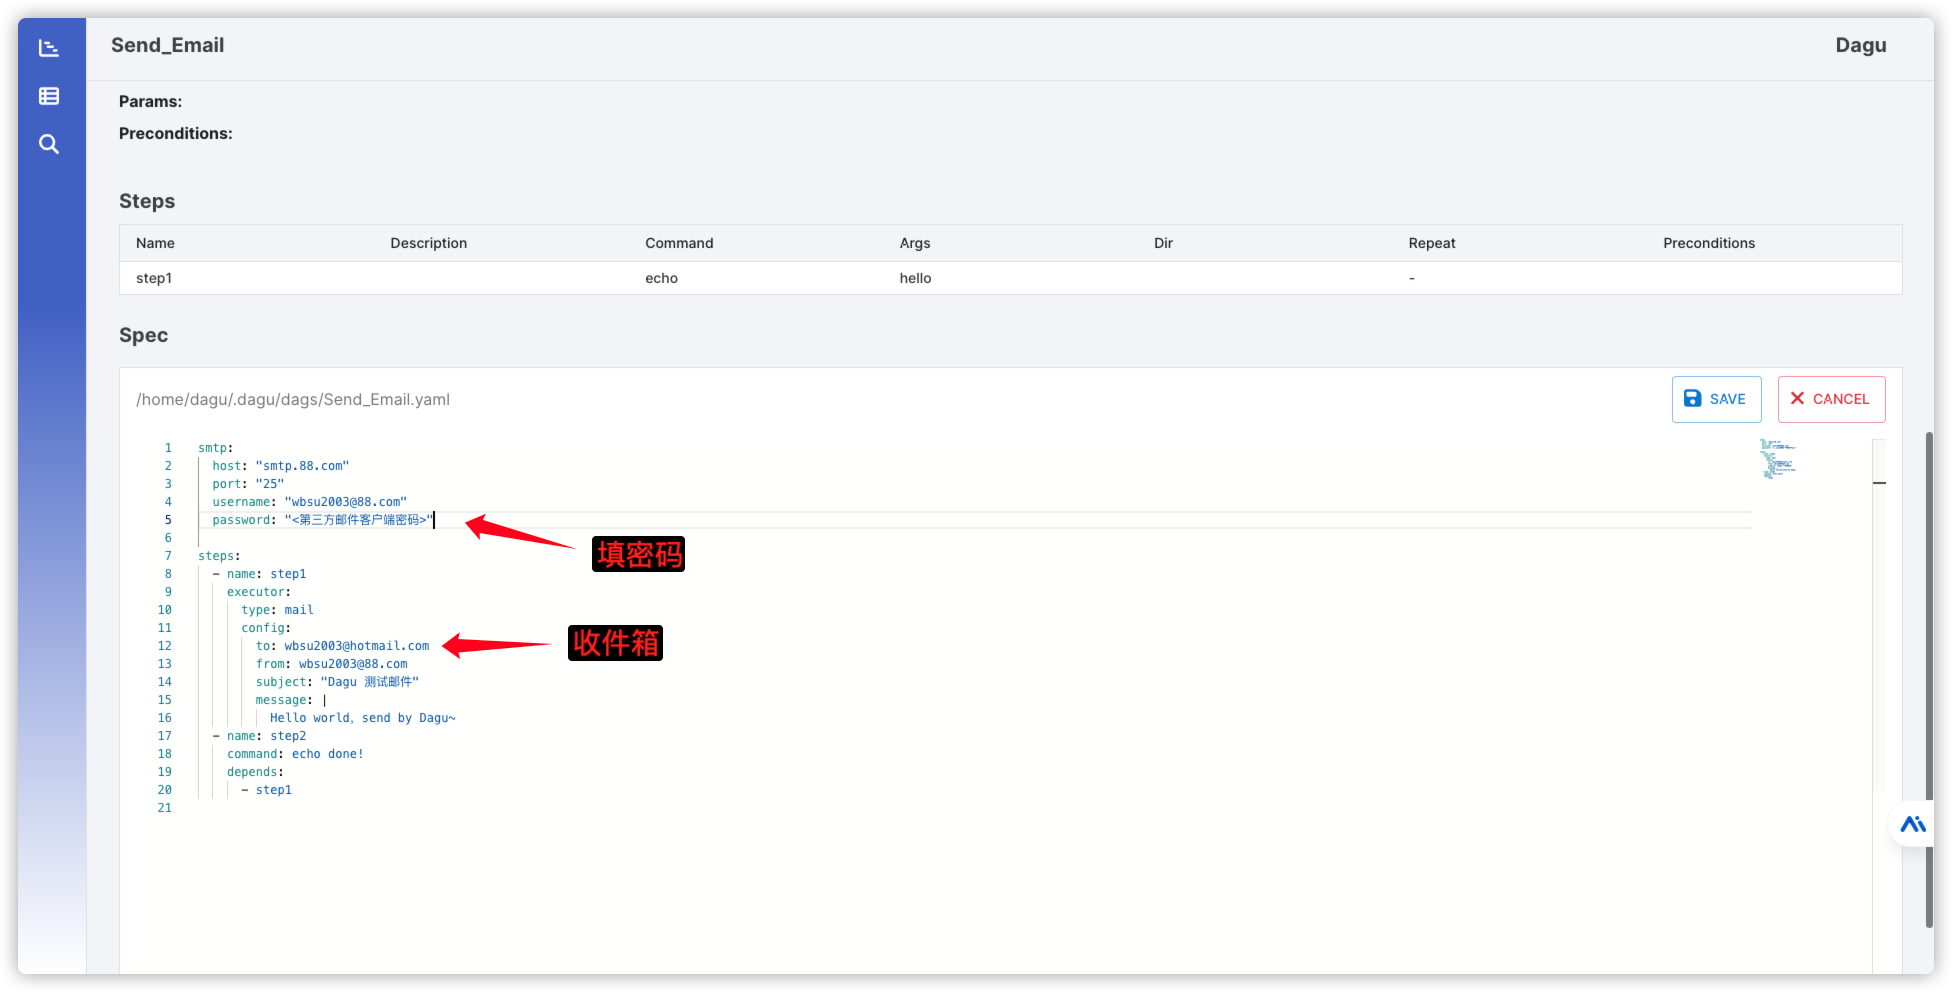 Send_Email
Dagu
Params:
Preconditions:
Steps
Name Description Command Args Dir Repeat Preconditions
step1 echo hello -
Spec
/home/dagu/.dagu/dags/Send_Email.yaml
SAVE
CANCEL
1 smtp:
2 host: "smtp.88.com"
3 port: "25"
4 username: "wbsu2003@88.com"
5 password: "<第三方邮件客户端密码>"
填密码
6
7 steps:
8 - name: step1
9 executor:
10 type: mail
11 config:
12 to: wbsu2003@hotmail.com
收件箱
13 from: wbsu2003@88.com
14 subject: "Dagu 测试邮件"
15 message: |
16 Hello world, send by Dagu~
17 - name: step2
18 command: echo done!
19 depends:
20 - step1
21